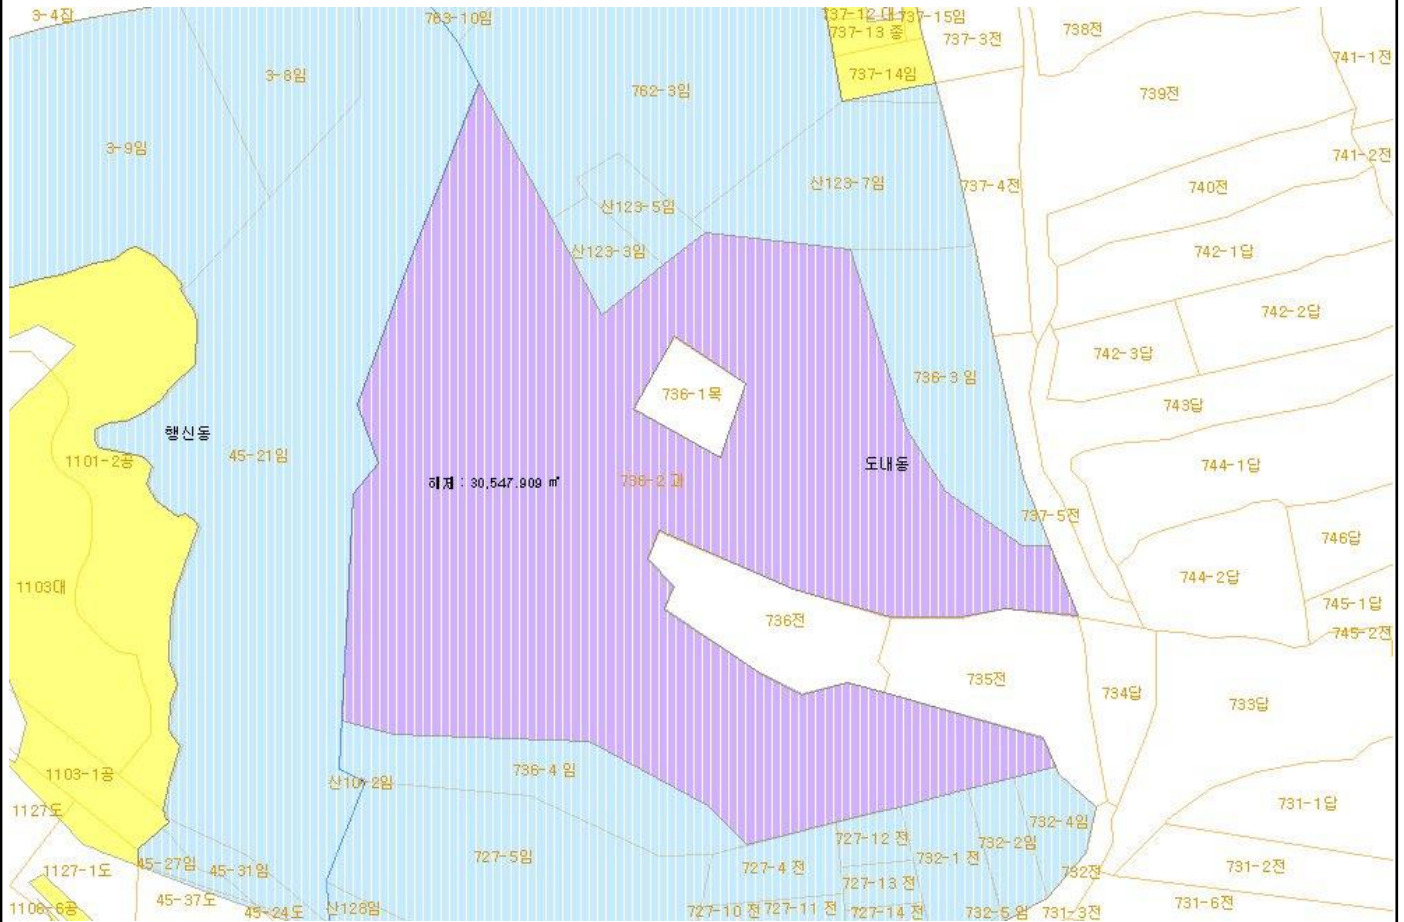 3-4잡
763-10임
737-12 대
737-15임
737-13 종
737-3전
738전
741-1전
3-8임
762-3임
737-14임
739전
3-9임
741-2전
산123-7임
737-4전
740전
산123-5임
산123-3임
742-1답
742-2답
742-3답
736-3 임
736-1목
743답
행신동
45-21임
1101-2공
도내동
744-1답
해제 : 30,547.909 ㎡
736-2 과
737-5전
746답
1103대
744-2답
745-1답
736전
745-2전
735전
734답
733답
1103-1공
736-4 임
산101-2임
1127도
731-1답
732-4임
727-12 전
732-2임
727-5임
732-1 전
45-27임
45-31임
1127-1도
727-4 전
731-2전
732전
727-13 전
45-37도
731-6전
1106-6공
45-24도
산128임
727-10 전
727-11 전
727-14 전
732-5 임
731-3전